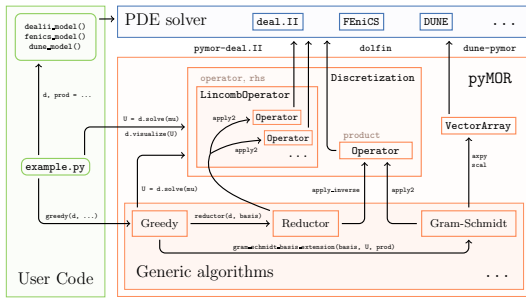 dealii_model()
fenics_model()
dune_model()
PDE solver
deal.II
FEniCS
DUNE
...
pymor-deal.II
dolfin
dune-pymor
operator, rhs
Discretization
pyMOR
LincombOperator
d, prod = ...
apply2
Operator
U = d.solve(mu)
d.visualize(U)
Operator
apply2
...
product
Operator
VectorArray
example.py
axpy
scal
U = d.solve(mu)
apply_inverse
apply2
greedy(d, ...)
Greedy
reductor(d, basis)
Reductor
Gram-Schmidt
gram_schmidt_basis_extension(basis, U, prod)
User Code
Generic algorithms
...